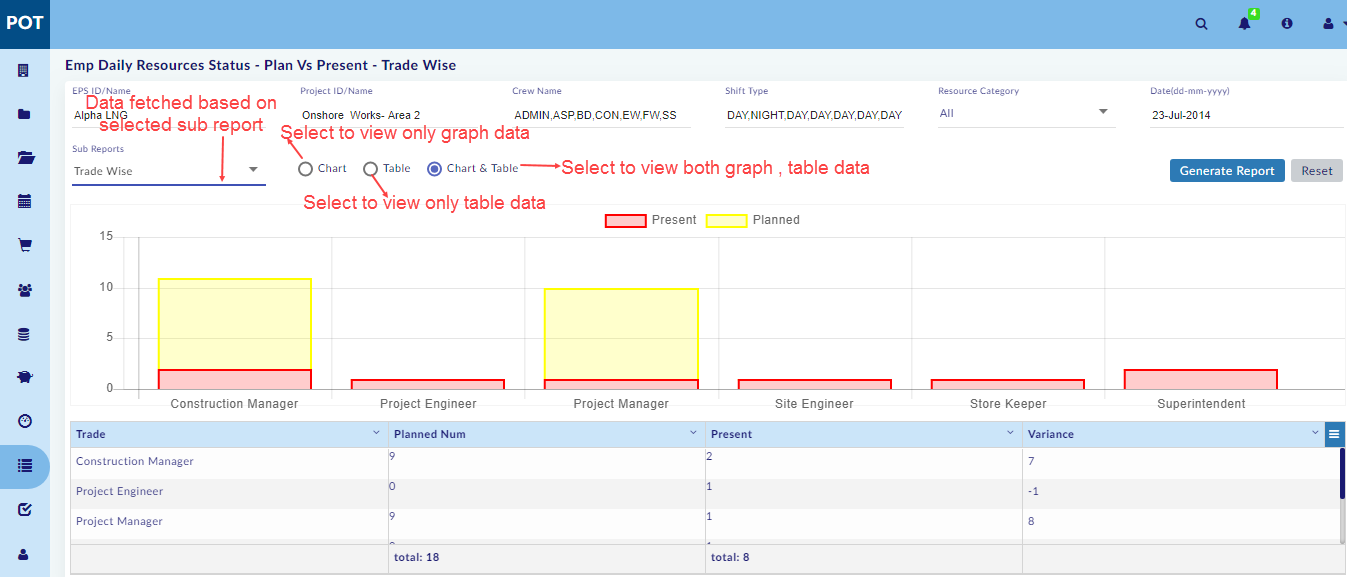 POT
4
Emp Daily Resources Status - Plan Vs Present - Trade Wise
EPS ID/Name Project ID/Name Crew Name Shift Type Resource Category Date(dd-mm-yyyy)
Data fetched based on
Alpha LNG Onshore Works- Area 2 ADMIN,ASP,BD,CON,EW,FW,SS DAY,NIGHT,DAY,DAY,DAY,DAY,DAY All 23-Jul-2014
selected sub report
Select to view only graph data
Sub Reports
Trade Wise Chart Table Chart & Table Select to view both graph , table data Generate Report Reset
Select to view only table data
Present Planned
15
10
5
0
Construction Manager Project Engineer Project Manager Site Engineer Store Keeper Superintendent
Trade Planned Num Present Variance
Construction Manager 9 2 7
Project Engineer 0 1 -1
Project Manager 9 1 8
total: 18 total: 8